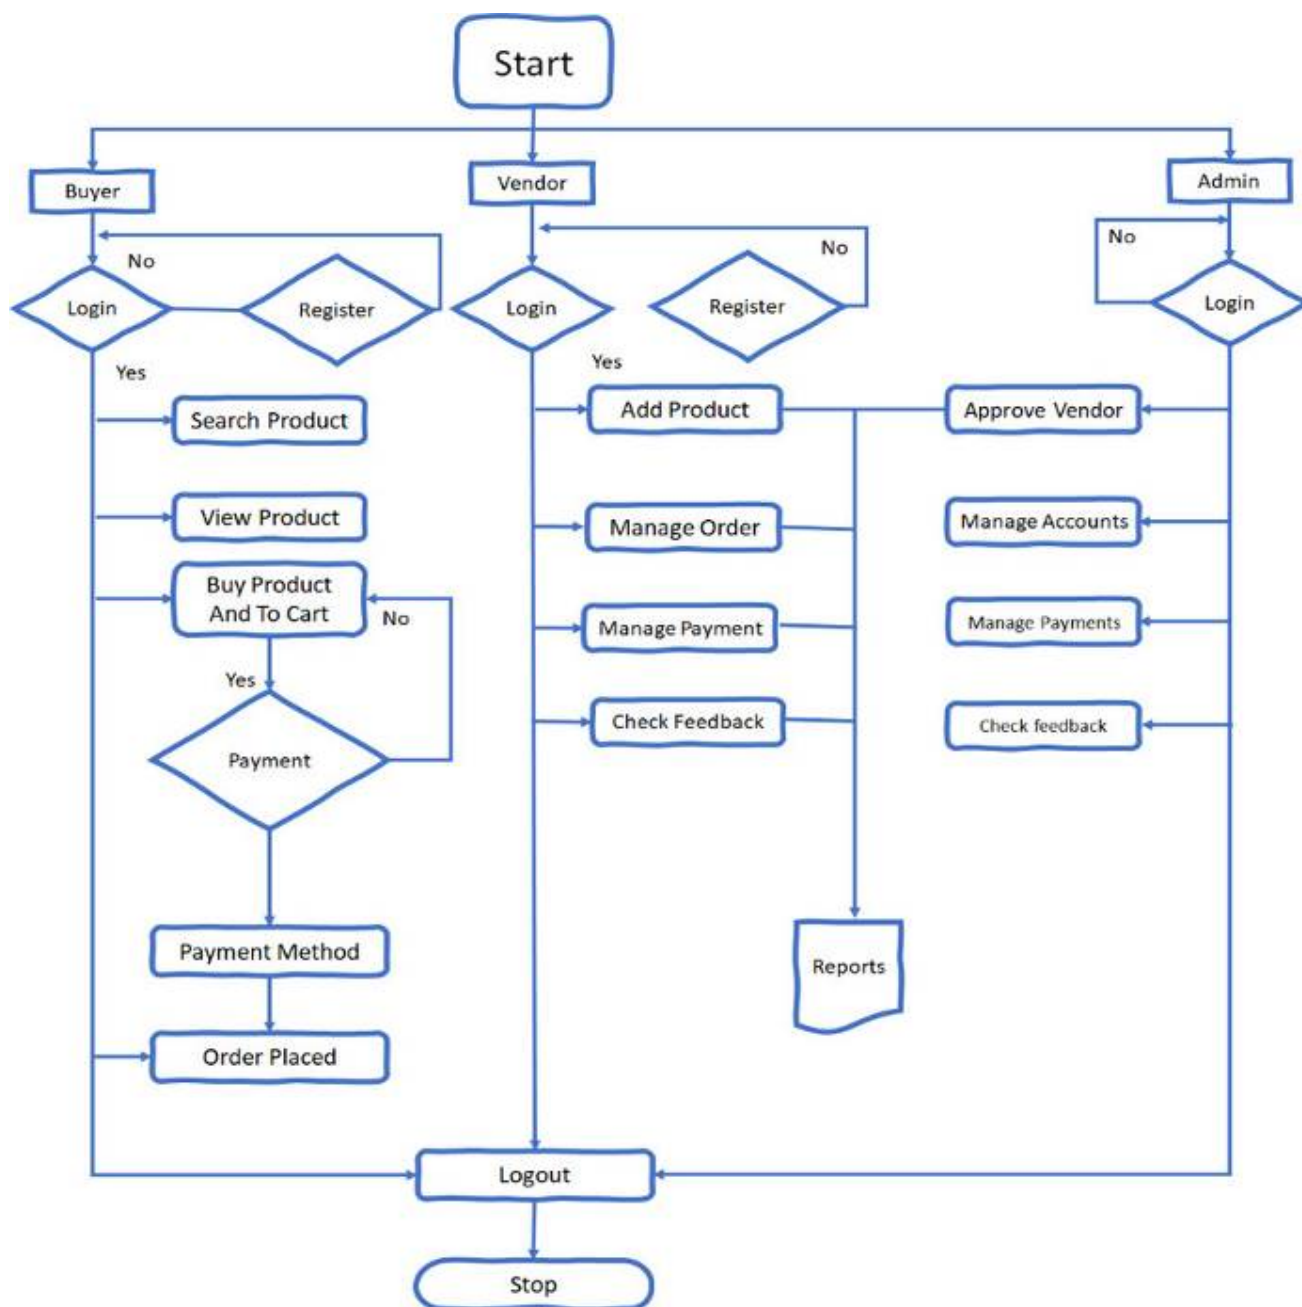 Start
Buyer
Vendor
Admin
No
No
No
Login
Register
Login
Register
Login
Yes
Yes
Search Product
Add Product
Approve Vendor
View Product
Manage Order
Manage Accounts
Buy Product
And To Cart
No
Manage Payment
Manage Payments
Yes
Check Feedback
Check feedback
Payment
Payment Method
Reports
Order Placed
Logout
Stop